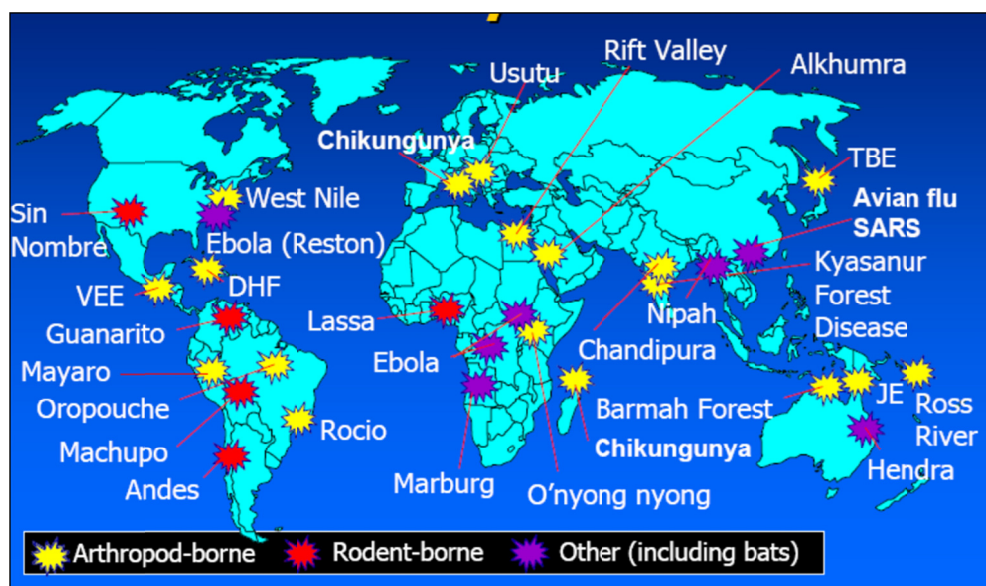 Rift Valley
Usutu
Alkhumra
Chikungunya
TBE
West Nile
Avian flu
SARS
Sin
Nombre
Ebola (Reston)
Kyasanur
Forest
Disease
VEE
DHF
Guanarito
Lassa
Nipah
Chandipura
Ebola
Mayaro
Oropouche
Barmah Forest
JE
Ross
River
Rocio
Machupo
Chikungunya
Hendra
Andes
Marburg
O'nyong nyong
Arthropod-borne
Rodent-borne
Other (including bats)